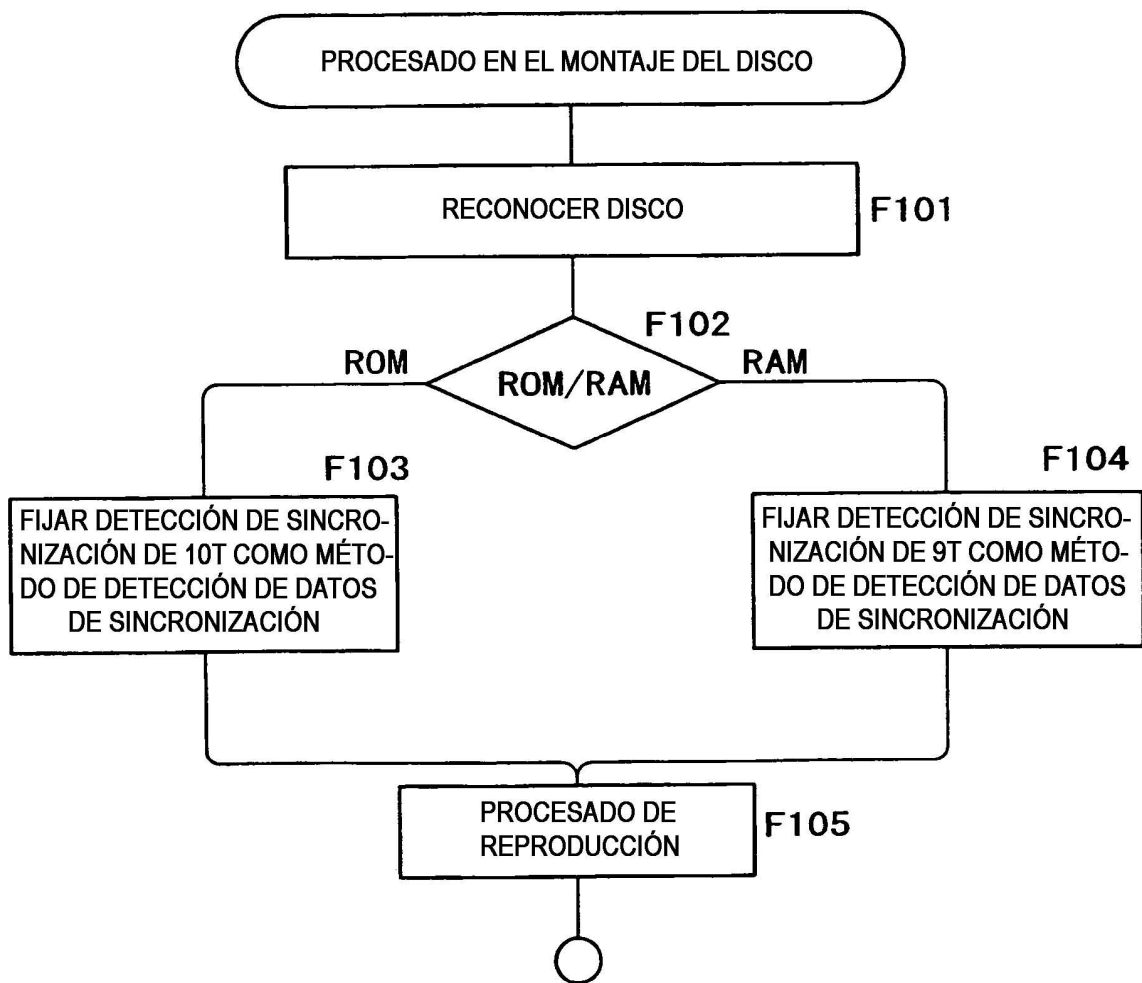 PROCESADO EN EL MONTAJE DEL DISCO
RECONOCER DISCO
F101
F102
ROM
ROM/RAM
RAM
F103
FIJAR DETECCIÓN DE SINCRO-
NIZACIÓN DE 10T COMO MÉTO-
DO DE DETECCIÓN DE DATOS
DE SINCRONIZACIÓN
F104
FIJAR DETECCIÓN DE SINCRO-
NIZACIÓN DE 9T COMO MÉTO-
DO DE DETECCIÓN DE DATOS
DE SINCRONIZACIÓN
PROCESADO DE
REPRODUCCIÓN
F105